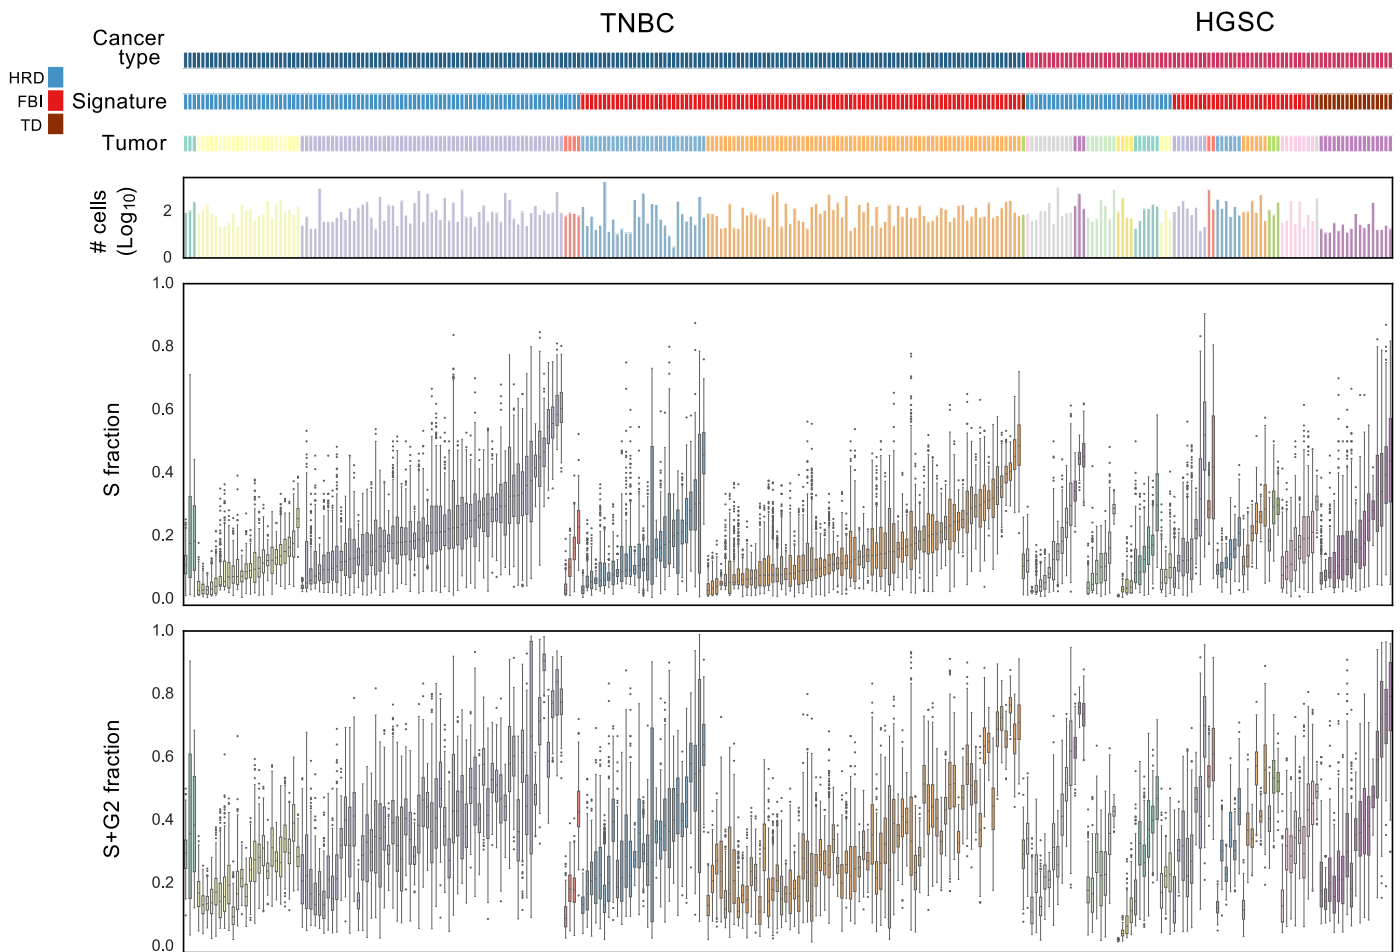 TNBC
HGSC
Cancer
type
HRD
FBI
TD
Signature
Tumor
# cells
(Log10)
2
0
S fraction
1.0
0.8
0.6
0.4
0.2
0.0
S+G2 fraction
1.0
0.8
0.6
0.4
0.2
0.0